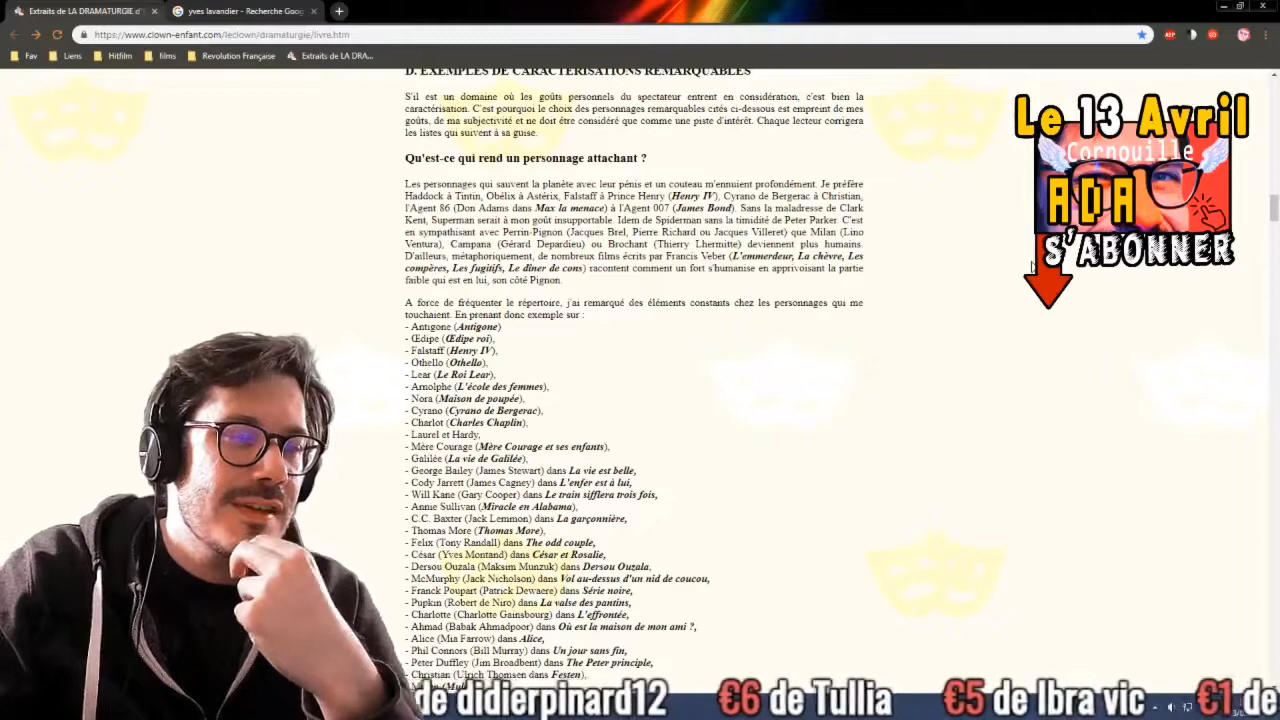 Extraits de LA DRAMATURGIE d'
yves lavandier - Recherche Goog
https://www.clown-enfant.com/leclown/dramaturgie/livre.htm
Fav
Liens
Hitfilm
films
Revolution Française
Extraits de LA DRA...
D. EXEMPLES DE CARACTÉRISATIONS REMARQUABLES
S'il est un domaine où les goûts personnels du spectateur entrent en considération, c'est bien la
caractérisation. C'est pourquoi le choix des personnages remarquables cités ci-dessous est empreint de mes
goûts, de ma subjectivité et ne doit être considéré que comme une piste d'intérêt. Chaque lecteur corrigera
les listes qui suivent à sa guise.
Qu'est-ce qui rend un personnage attachant ?
Les personnages qui sauvent la planète avec leur pénis et un couteau m'ennuient profondément. Je préfère
Haddock à Tintin, Obélix à Astérix, Falstaff à Prince Henry (Henry IV), Cyrano de Bergerac à Christian,
l'Agent 86 (Don Adams dans Max la menace) à l'Agent 007 (James Bond). Sans la maladresse de Clark
Kent, Superman serait à mon goût insupportable. Idem de Spiderman sans la timidité de Peter Parker. C'est
en sympathisant avec Perrin-Pignon (Jacques Brel, Pierre Richard ou Jacques Villeret) que Milan (Lino
Ventura), Campana (Gérard Depardieu) ou Brochant (Thierry Lhermitte) deviennent plus humains.
D'ailleurs, métaphoriquement, de nombreux films écrits par Francis Veber (L'emmerdeur, La chèvre, Les
compères, Les fugitifs, Le dîner de cons) racontent comment un fort s'humanise en apprivoisant la partie
faible qui est en lui, son côté Pignon.
A force de fréquenter le répertoire, j'ai remarqué des éléments constants chez les personnages qui me
touchaient. En prenant donc exemple sur :
- Antigone (Antigone)
- Œdipe (Œdipe roi),
- Falstaff (Henry IV),
- Othello (Othello),
- Lear (Le Roi Lear),
- Arnolphe (L'école des femmes),
- Nora (Maison de poupée),
- Cyrano (Cyrano de Bergerac),
- Charlot (Charles Chaplin),
- Laurel et Hardy,
- Mère Courage (Mère Courage et ses enfants),
- Galilée (La vie de Galilée),
- George Bailey (James Stewart) dans La vie est belle,
- Cody Jarrett (James Cagney) dans L'enfer est à lui,
- Will Kane (Gary Cooper) dans Le train sifflera trois fois,
- Annie Sullivan (Miracle en Alabama),
- C.C. Baxter (Jack Lemmon) dans La garçonnière,
- Thomas More (Thomas More),
- Felix (Tony Randall) dans The odd couple,
- César (Yves Montand) dans César et Rosalie,
- Dersou Ouzala (Maksim Munzuk) dans Dersou Ouzala,
- McMurphy (Jack Nicholson) dans Vol au-dessus d'un nid de coucou,
- Franck Poupart (Patrick Dewaere) dans Série noire,
- Pupkin (Robert de Niro) dans La valse des pantins,
- Charlotte (Charlotte Gainsbourg) dans L'effrontée,
- Ahmad (Babak Ahmadpoor) dans Où est la maison de mon ami ?,
- Alice (Mia Farrow) dans Alice,
- Phil Connors (Bill Murray) dans Un jour sans fin,
- Peter Duffley (Jim Broadbent) dans The Peter principle,
- Christian (Ulrich Thomsen dans Festen),
Le 13 Avril
Cornouille
ADA
S'ABONNER
de didierpinard12 €6 de Tullia €5 de Ibra vic €1 de